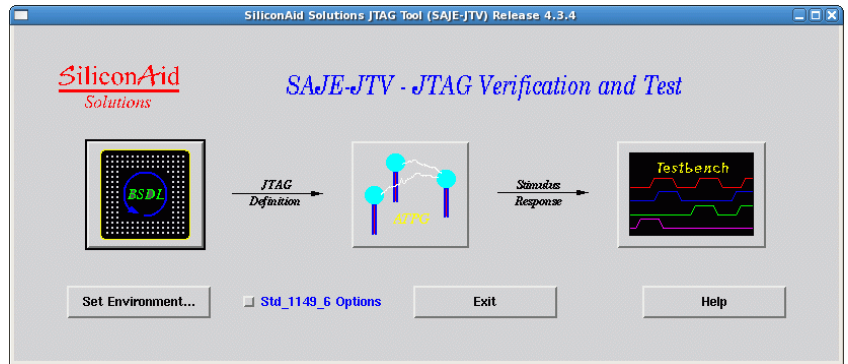 SiliconAid Solutions JTAG Tool (SAJE-JTV) Release 4.3.4
SiliconAid
Solutions
SAJE-JTV - JTAG Verification and Test
BSDL
JTAG
Definition
ATPG
Stimulus
Response
Testbench
Set Environment...
Std_1149_6 Options
Exit
Help